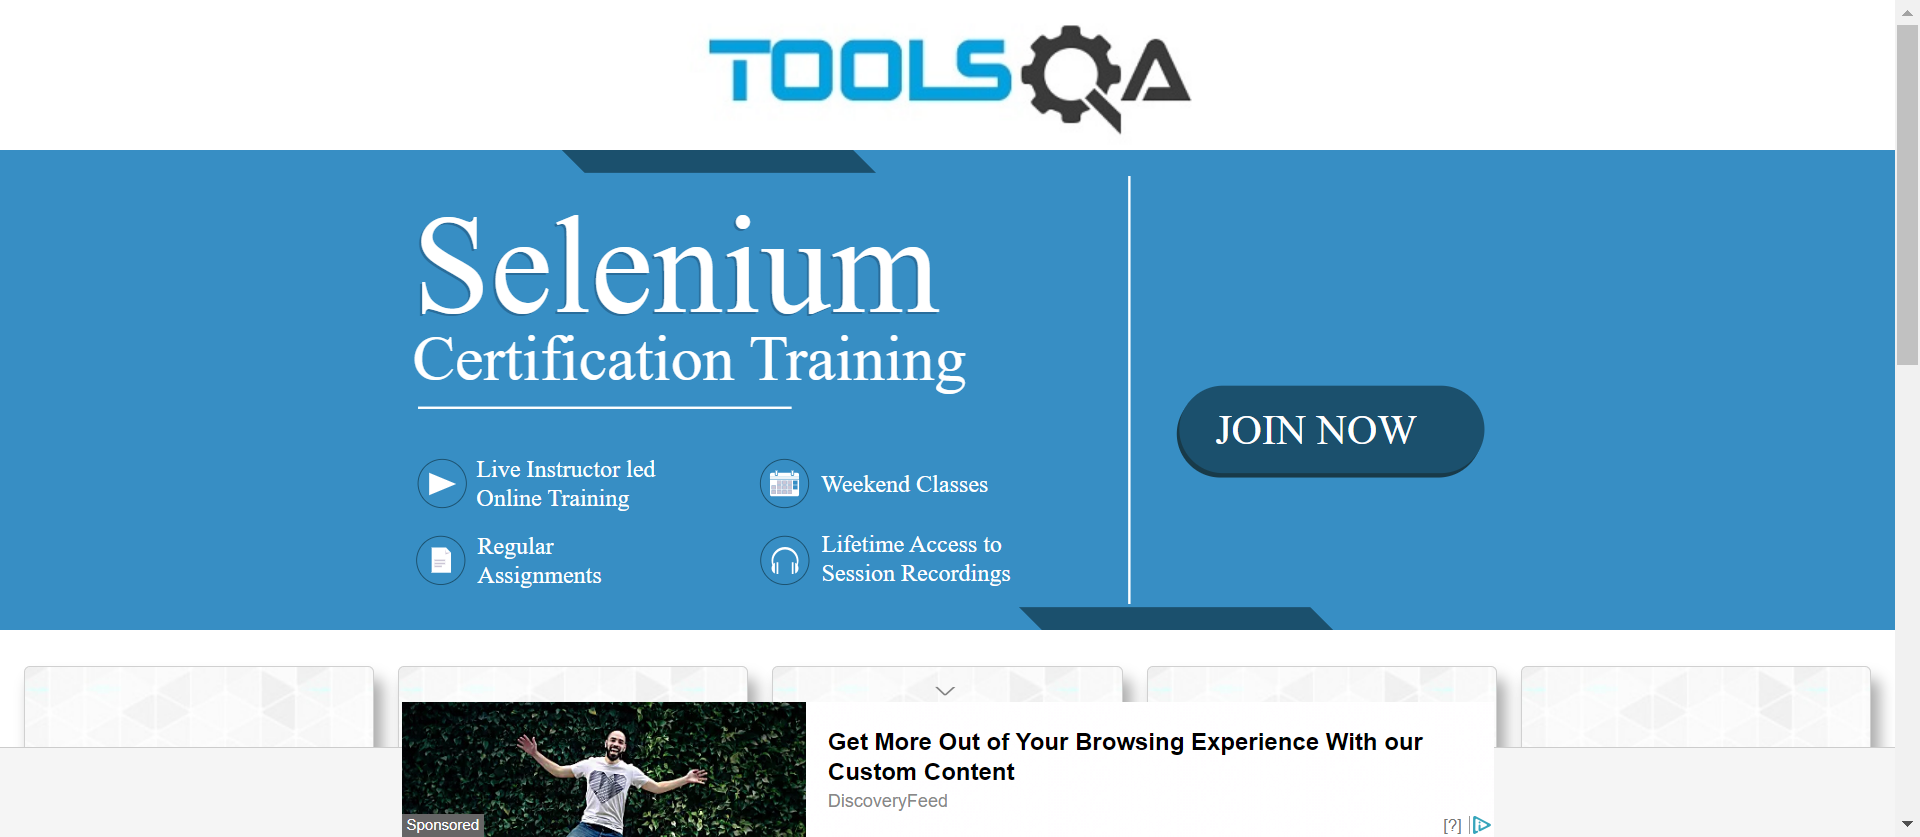 TOOLSQA
Selenium
Certification Training
Live Instructor led
Online Training
Weekend Classes
Regular
Assignments
Lifetime Access to
Session Recordings
JOIN NOW
Get More Out of Your Browsing Experience With our
Custom Content
DiscoveryFeed
Sponsored
[?]